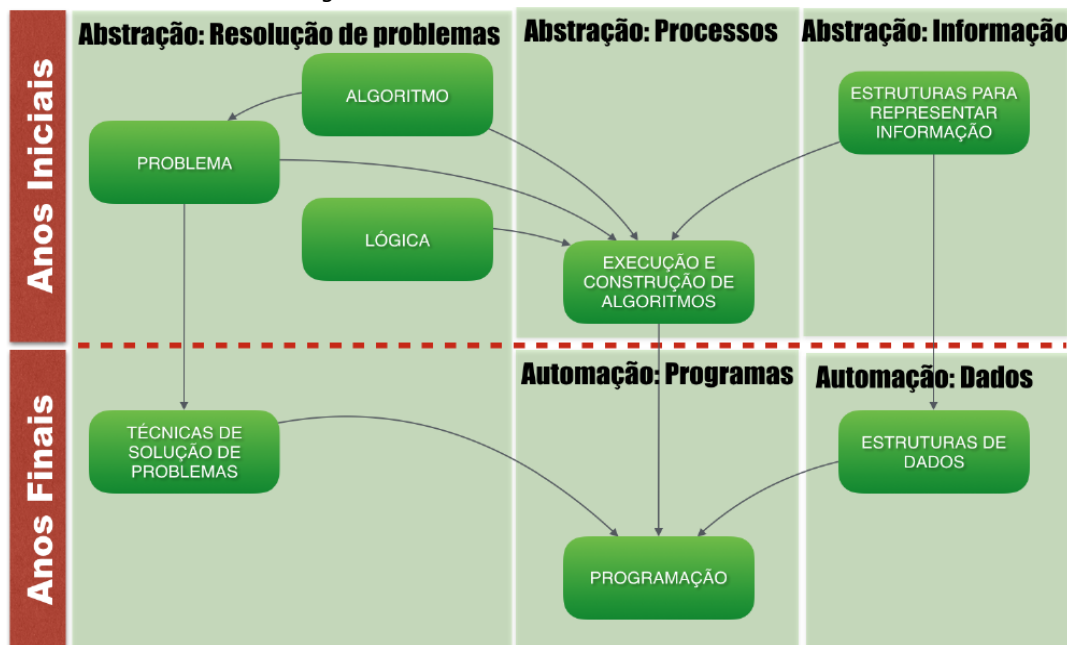 Anos Iniciais
Abstração: Resolução de problemas
ALGORITMO
PROBLEMA
LÓGICA
Abstração: Processos
EXECUÇÃO E
CONSTRUÇÃO DE
ALGORITMOS
Abstração: Informação
ESTRUTURAS PARA
REPRESENTAR
INFORMAÇÃO
Anos Finais
TÉCNICAS DE
SOLUÇÃO DE
PROBLEMAS
Automação: Programas
PROGRAMAÇÃO
Automação: Dados
ESTRUTURAS DE
DADOS